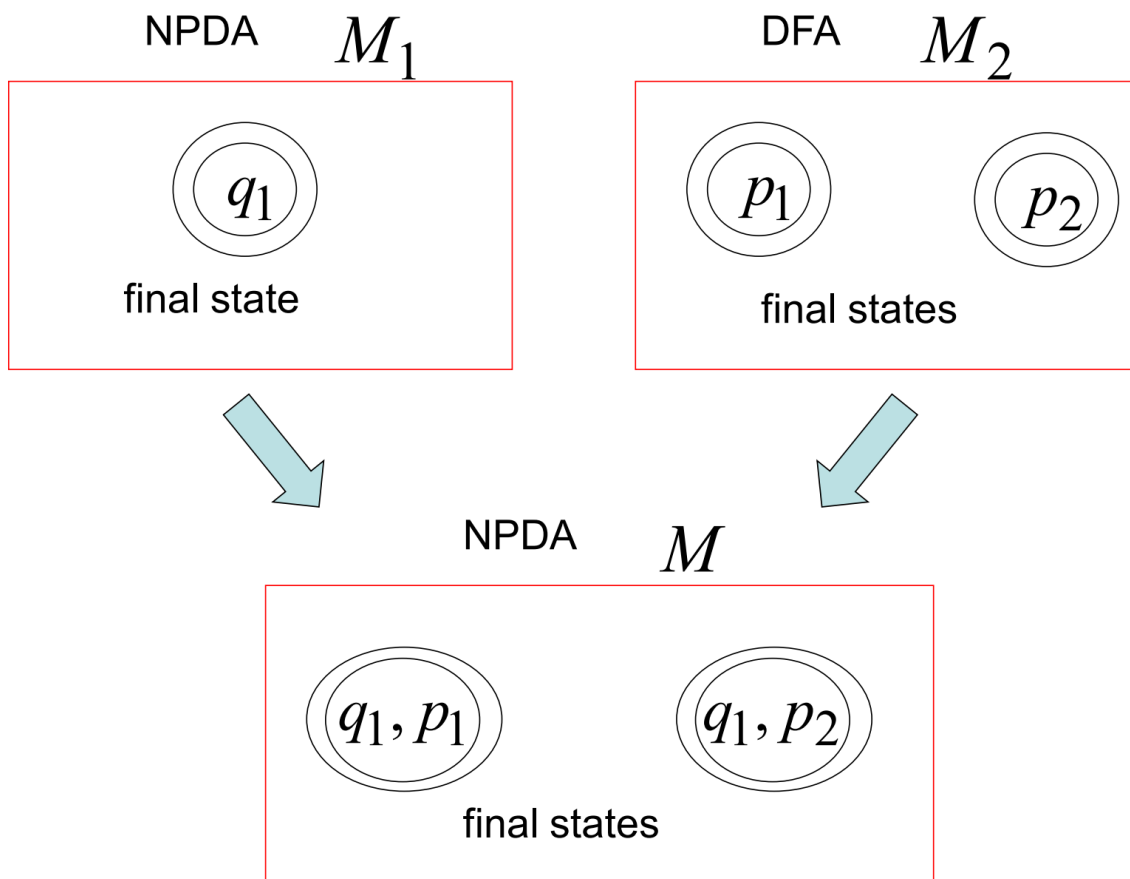 NPDA M₁
DFA M₂
q₁
final state
p₁
p₂
final states
NPDA M
q₁, p₁
q₁, p₂
final states